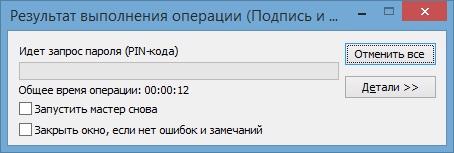 Результат выполнения операции (Подпись и ...
Идет запрос пароля (PIN-кода)
Отменить все
Детали >>
Общее время операции: 00:00:12
Запустить мастер снова
Закрыть окно, если нет ошибок и замечаний